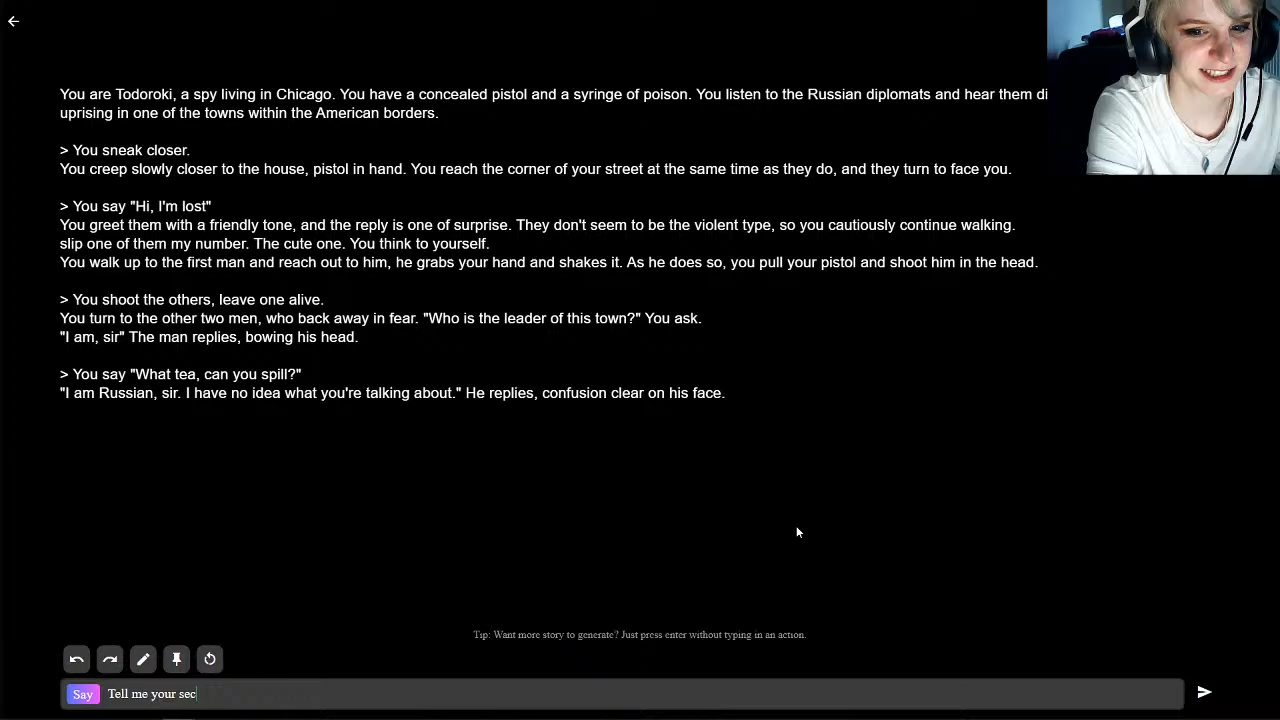 You are Todoroki, a spy living in Chicago. You have a concealed pistol and a syringe of poison. You listen to the Russian diplomats and hear them di
uprising in one of the towns within the American borders.
> You sneak closer.
You creep slowly closer to the house, pistol in hand. You reach the corner of your street at the same time as they do, and they turn to face you.
> You say "Hi, I'm lost"
You greet them with a friendly tone, and the reply is one of surprise. They don't seem to be the violent type, so you cautiously continue walking.
slip one of them my number. The cute one. You think to yourself.
You walk up to the first man and reach out to him, he grabs your hand and shakes it. As he does so, you pull your pistol and shoot him in the head.
> You shoot the others, leave one alive.
You turn to the other two men, who back away in fear. "Who is the leader of this town?" You ask.
"I am, sir" The man replies, bowing his head.
> You say "What tea, can you spill?"
"I am Russian, sir. I have no idea what you're talking about." He replies, confusion clear on his face.
Tip: Want more story to generate? Just press enter without typing in an action.
Say Tell me your sec